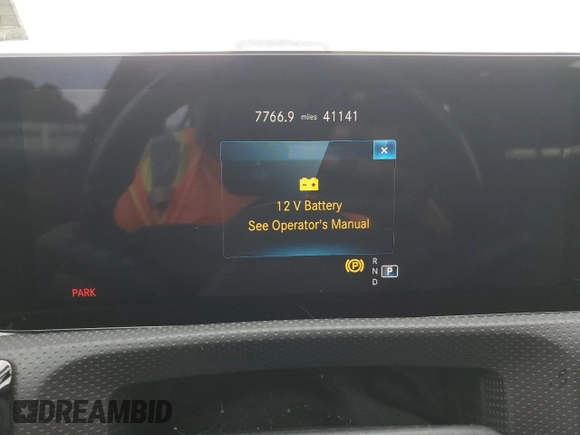 7766.9 miles 41141
×
12 V Battery
See Operator's Manual
(P)
R
N P
D
PARK
DREAMBID